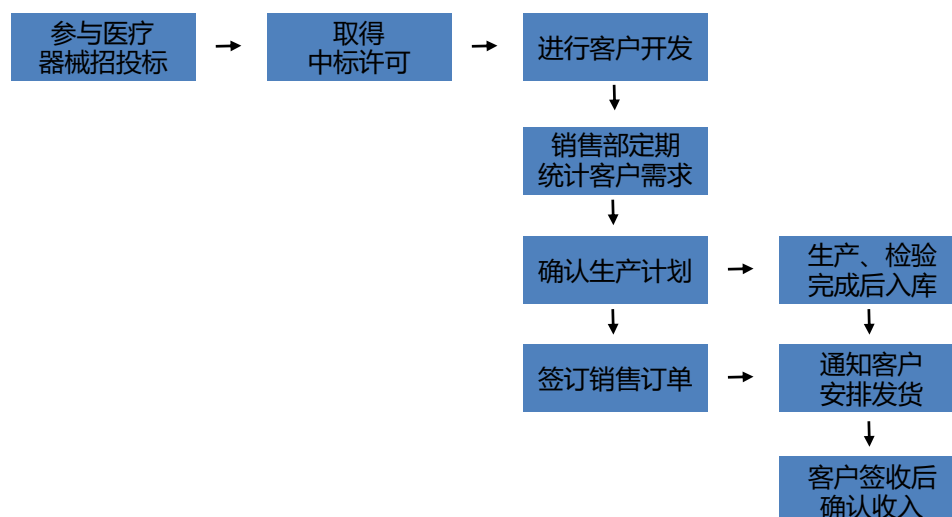 参与医疗
器械招投标
取得
中标许可
进行客户开发
销售部定期
统计客户需求
确认生产计划
生产、检验
完成后入库
签订销售订单
通知客户
安排发货
客户签收后
确认收入